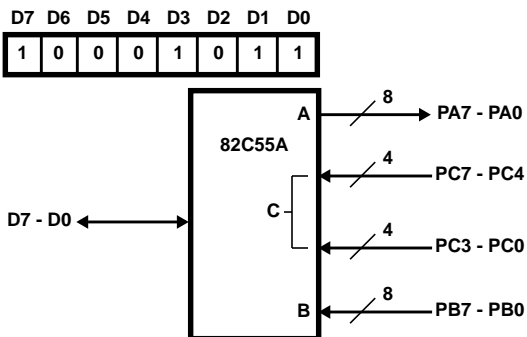 D7 D6 D5 D4 D3 D2 D1 D0
1 0 0 0 1 0 1 1
A 8 PA7 - PA0
82C55A
4 PC7 - PC4
C
D7 - D0
4 PC3 - PC0
B 8 PB7 - PB0